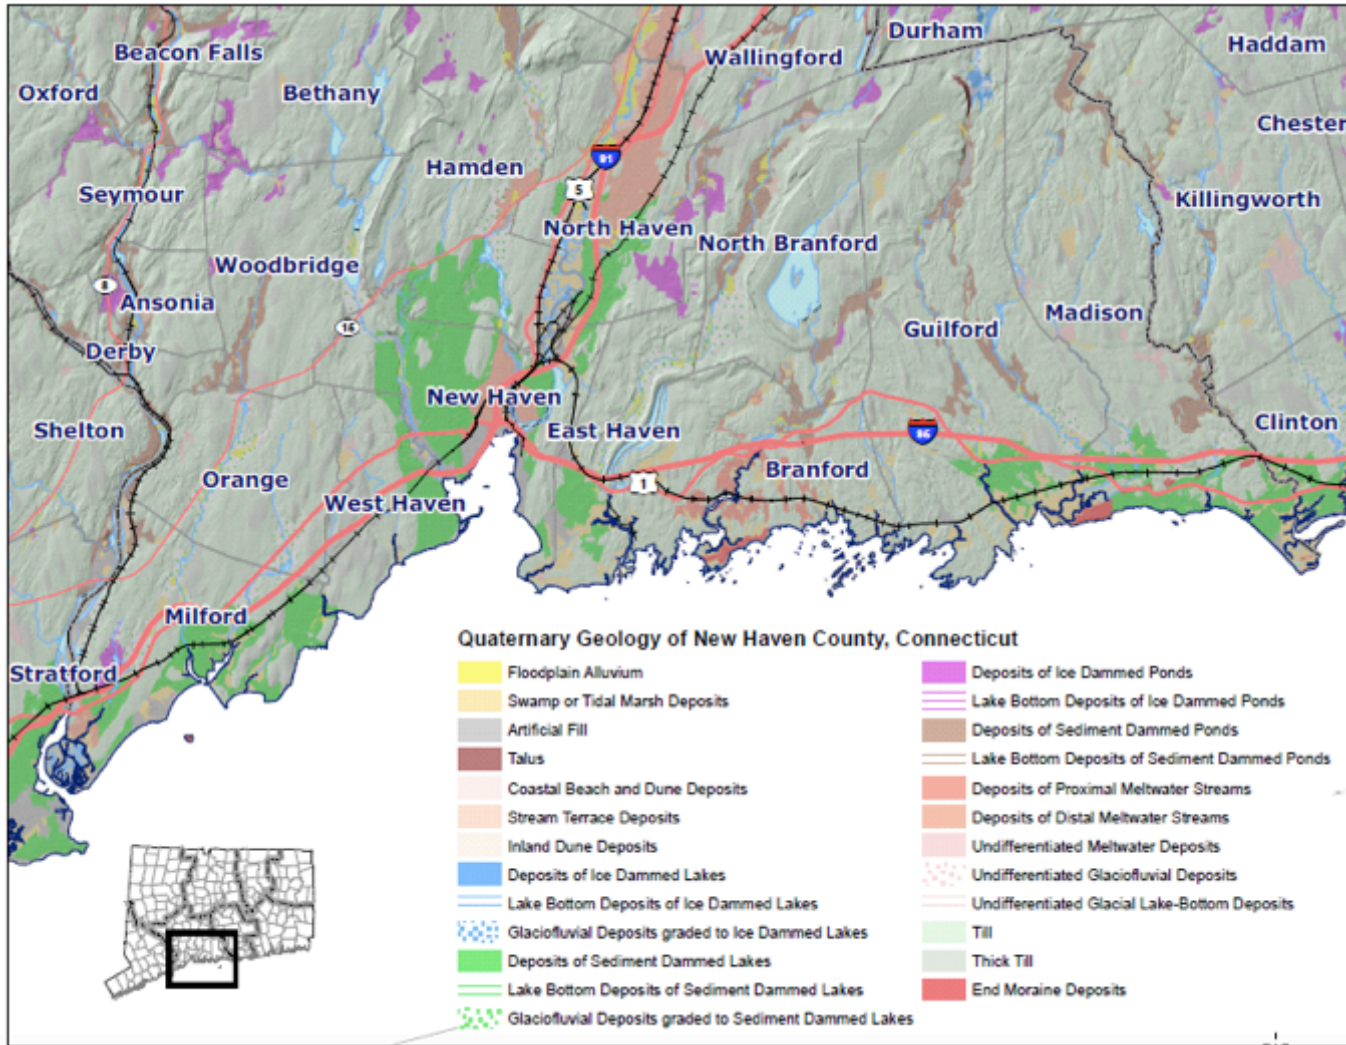 Durham
Beacon Falls
Wallingford
Haddam
Oxford
Bethany
Chester
Hamden
91
5
Seymour
Killingworth
North Haven
North Branford
Woodbridge
8
Ansonia
Madison
16
Guilford
Derby
New Haven
Shelton
East Haven
Clinton
Orange
Branford
1
West Haven
Milford
Stratford
Quaternary Geology of New Haven County, Connecticut
Floodplain Alluvium
Swamp or Tidal Marsh Deposits
Artificial Fill
Talus
Coastal Beach and Dune Deposits
Stream Terrace Deposits
Inland Dune Deposits
Deposits of Ice Dammed Lakes
Lake Bottom Deposits of Ice Dammed Lakes
Glaciofluvial Deposits graded to Ice Dammed Lakes
Deposits of Sediment Dammed Lakes
Lake Bottom Deposits of Sediment Dammed Lakes
Glaciofluvial Deposits graded to Sediment Dammed Lakes
Deposits of Ice Dammed Ponds
Lake Bottom Deposits of Ice Dammed Ponds
Deposits of Sediment Dammed Ponds
Lake Bottom Deposits of Sediment Dammed Ponds
Deposits of Proximal Meltwater Streams
Deposits of Distal Meltwater Streams
Undifferentiated Meltwater Deposits
Undifferentiated Glaciofluvial Deposits
Undifferentiated Glacial Lake-Bottom Deposits
Till
Thick Till
End Moraine Deposits